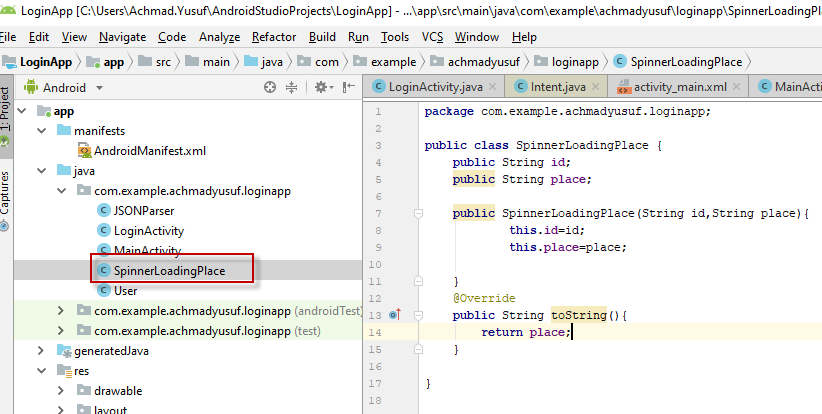 LoginApp [C:\Users\Achmad.Yusuf\AndroidStudioProjects\LoginApp] - ...\app\src\main\java\com\example\achmadyusuf\loginapp\SpinnerLoadingPla
File Edit View Navigate Code Analyze Refactor Build Run Tools VCS Window Help
LoginApp app src main java com example achmadyusuf loginapp SpinnerLoadingPlace
1: Project
Captures
Android
app
manifests
AndroidManifest.xml
java
com.example.achmadyusuf.loginapp
JSONParser
LoginActivity
MainActivity
SpinnerLoadingPlace
User
com.example.achmadyusuf.loginapp (androidTest)
com.example.achmadyusuf.loginapp (test)
generatedJava
res
drawable
layout
LoginActivity.java Intent.java activity_main.xml MainActi
1 package com.example.achmadyusuf.loginapp;
2
3 public class SpinnerLoadingPlace {
4 public String id;
5 public String place;
6
7 public SpinnerLoadingPlace(String id,String place){
8 this.id=id;
9 this.place=place;
10
11 }
12 @Override
13 public String toString(){
14 return place;
15 }
16
17 }
18